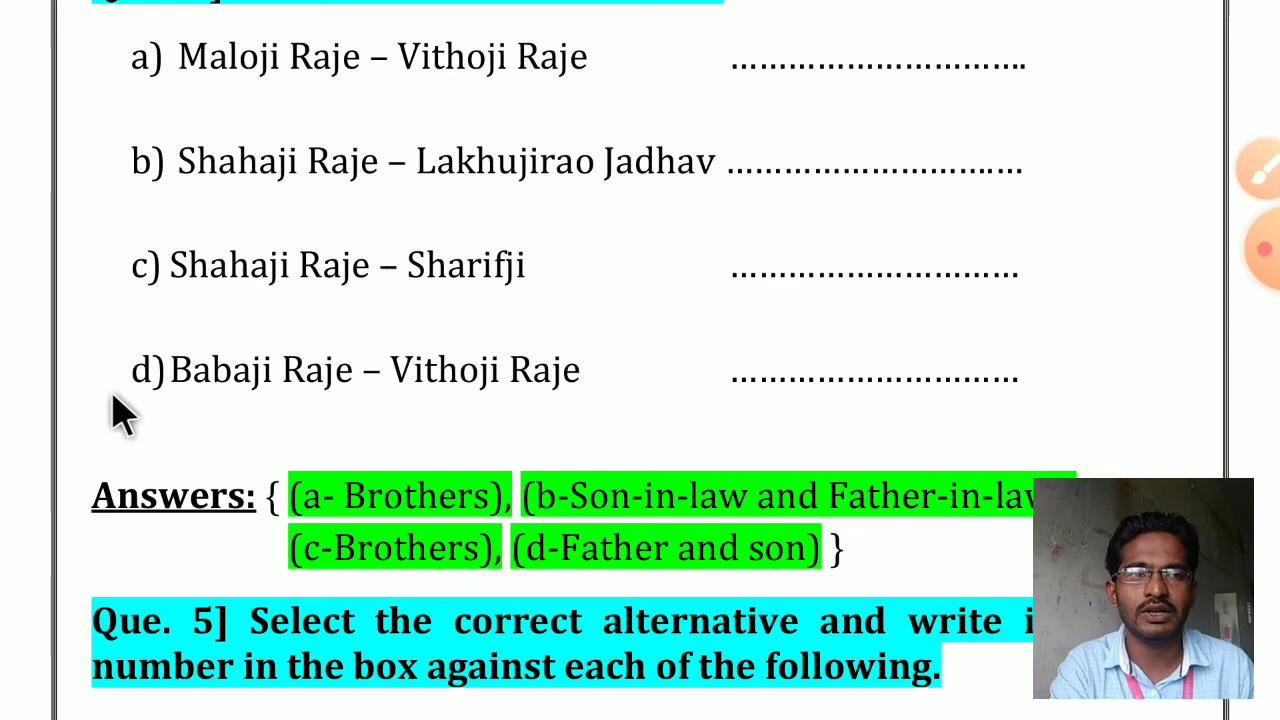 a) Maloji Raje – Vithoji Raje ………………………….
b) Shahaji Raje – Lakhujirao Jadhav ……………………….…
c) Shahaji Raje – Sharifji …………………………
d) Babaji Raje – Vithoji Raje …………………………
Answers: { (a- Brothers), (b-Son-in-law and Father-in-law
(c-Brothers), (d-Father and son) }
Que. 5] Select the correct alternative and write
number in the box against each of the following.